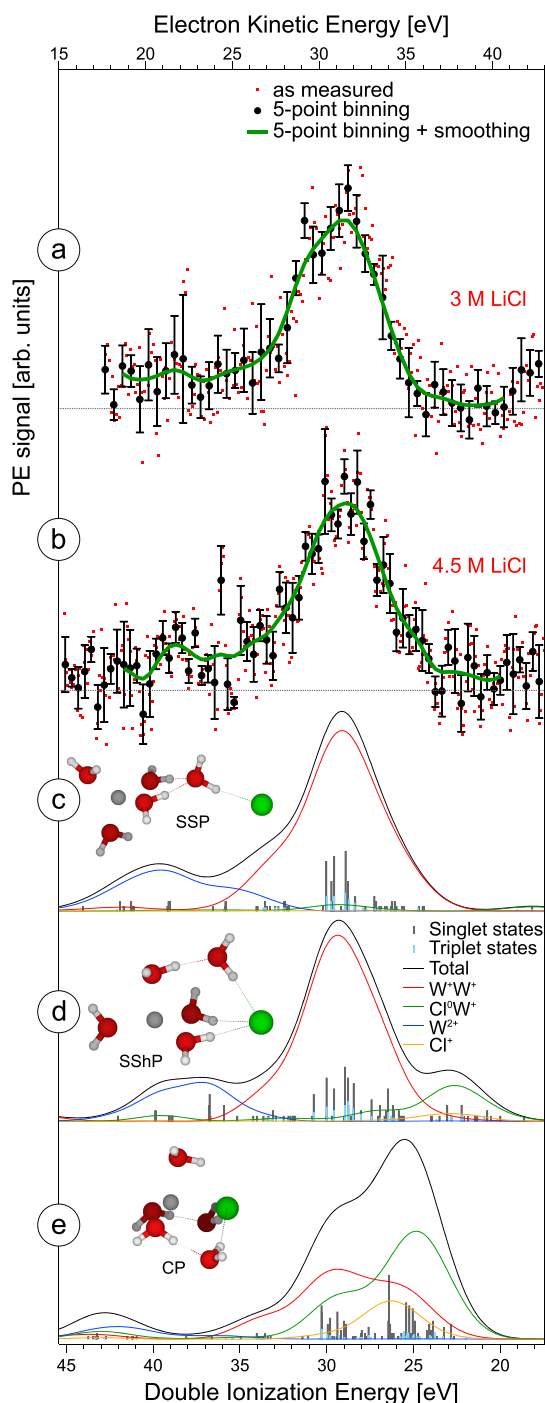 Electron Kinetic Energy [eV]
15 20 25 30 35 40
as measured
5-point binning
5-point binning + smoothing
a
3 M LiCl
PE signal [arb. units]
b
4.5 M LiCl
c
SSP
Singlet states
Triplet states
Total
W⁺W⁺
Cl⁰W⁺
W²⁺
Cl⁺
d
SShP
e
CP
45 40 35 30 25 20
Double Ionization Energy [eV]